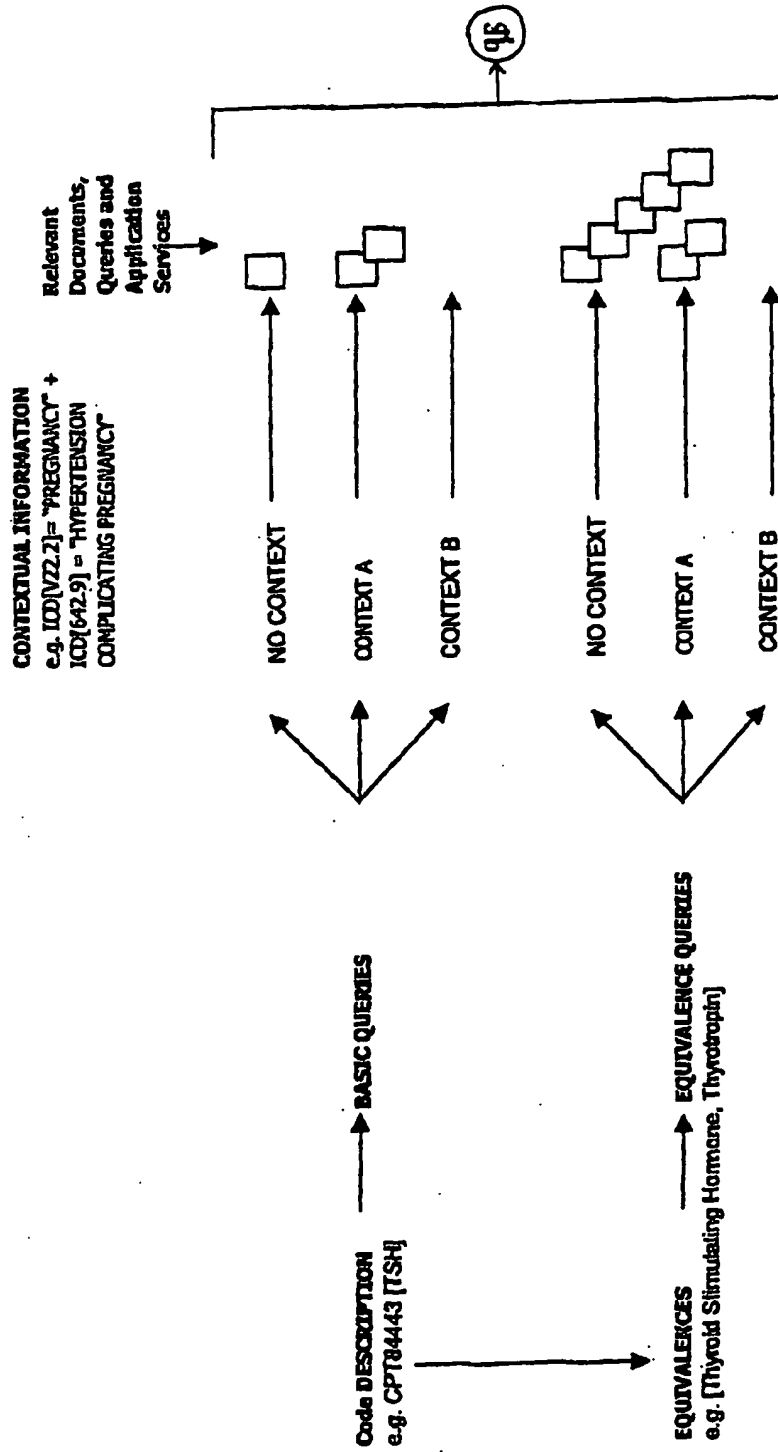 CONTEXTUAL INFORMATION
e.g. ICD[V22.2]= "PREGNANCY" +
ICD[642.9] = "HYPERTENSION
COMPLICATING PREGNANCY"
Relevant
Documents,
Queries and
Application
Services
Code DESCRIPTION
e.g. CPT84443 [TSH]
BASIC QUERIES
NO CONTEXT
CONTEXT A
CONTEXT B
EQUIVALENCES
e.g. [Thyroid Stimulating Hormone, Thyrotropin]
EQUIVALENCE QUERIES
NO CONTEXT
CONTEXT A
CONTEXT B